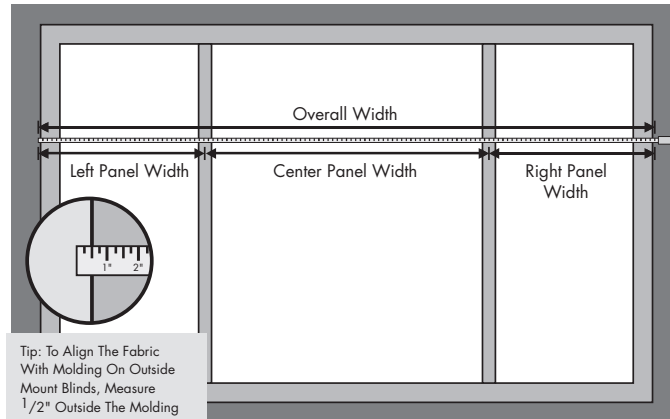 Overall Width
Left Panel Width
Center Panel Width
Right Panel
Width
1" 2"
Tip: To Align The Fabric
With Molding On Outside
Mount Blinds, Measure
1/2" Outside The Molding